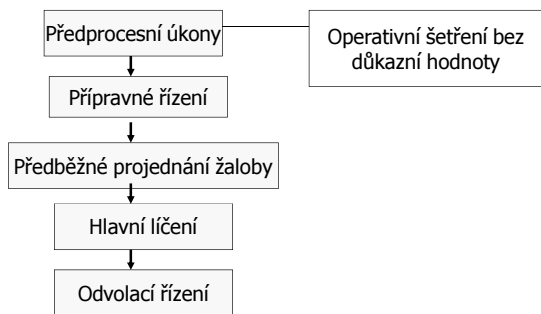 Předprocesní úkony
Operativní šetření bez
důkazní hodnoty
Přípravné řízení
Předběžné projednání žaloby
Hlavní líčení
Odvolací řízení